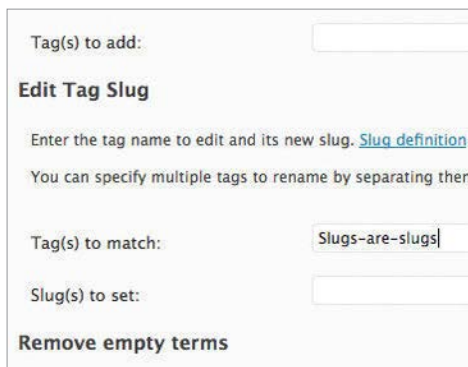 Tag(s) to add:
Edit Tag Slug
Enter the tag name to edit and its new slug. Slug definition
You can specify multiple tags to rename by separating
Tag(s) to match: Slugs-are-slugs
Slug(s) to set:
Remove empty terms